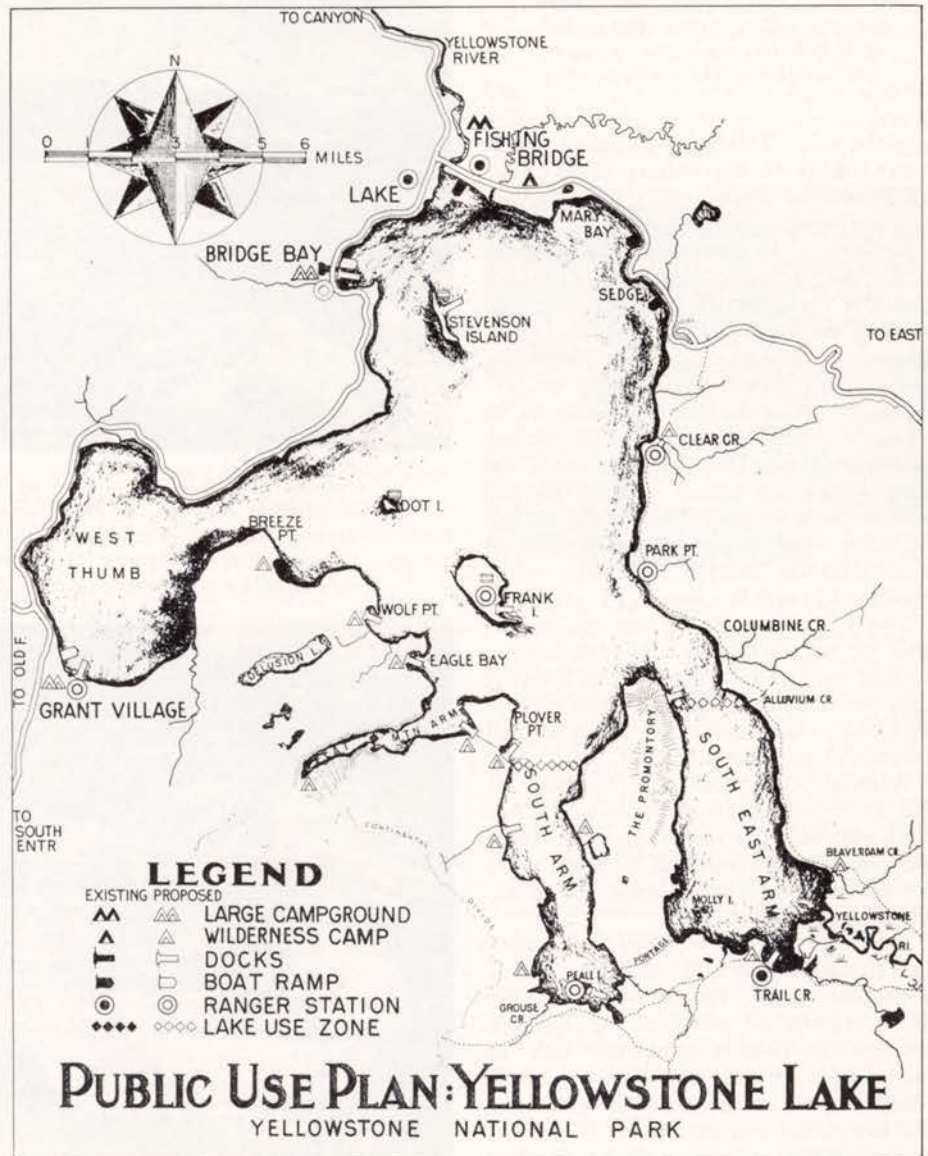 TO CANYON
YELLOWSTONE
RIVER
N
0 1 3 5 6
MILES
FISHING
BRIDGE
LAKE
MARY
BAY
BRIDGE BAY
SEDGE
STEVENSON
ISLAND
TO EAST
CLEAR CR.
DOT I.
BREEZE
PT.
WEST
THUMB
PARK PT.
FRANK
I.
WOLF PT.
COLUMBINE CR.
DELUSION L.
EAGLE BAY
TO OLD F.
GRANT VILLAGE
ALLUVIUM CR.
PLOVER
PT.
FLAT MTN ARM
THE PROMONTORY
SOUTH EAST ARM
SOUTH ARM
TO
SOUTH
ENTR
CONTINENTAL
DIVIDE
BEAVERDAM CR.
MOLLY I.
YELLOWSTONE
RI.
PORTAGE
PEALE I.
TRAIL CR.
GROUSE
CR.
LEGEND
EXISTING PROPOSED
LARGE CAMPGROUND
WILDERNESS CAMP
DOCKS
BOAT RAMP
RANGER STATION
LAKE USE ZONE
PUBLIC USE PLAN: YELLOWSTONE LAKE
YELLOWSTONE NATIONAL PARK